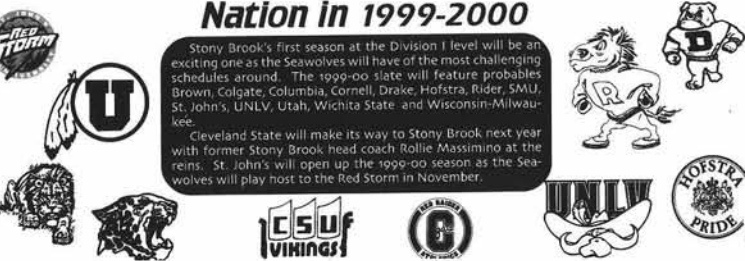 Nation in 1999-2000
RED
STORM
Stony Brook's first season at the Division I level will be an
exciting one as the Seawolves will have of the most challenging
schedules around. The 1999-00 slate will feature probables
Brown, Colgate, Columbia, Cornell, Drake, Hofstra, Rider, SMU,
St. John's, UNLV, Utah, Wichita State and Wisconsin-Milwau-
kee.
Cleveland State will make its way to Stony Brook next year
with former Stony Brook head coach Rollie Massimino at the
reins. St. John's will open up the 1999-00 season as the Sea-
wolves will play host to the Red Storm in November.
U
D
R
CSU
VIKINGS
RED RAIDERS
C
UNLV
HOFSTRA
PRIDE